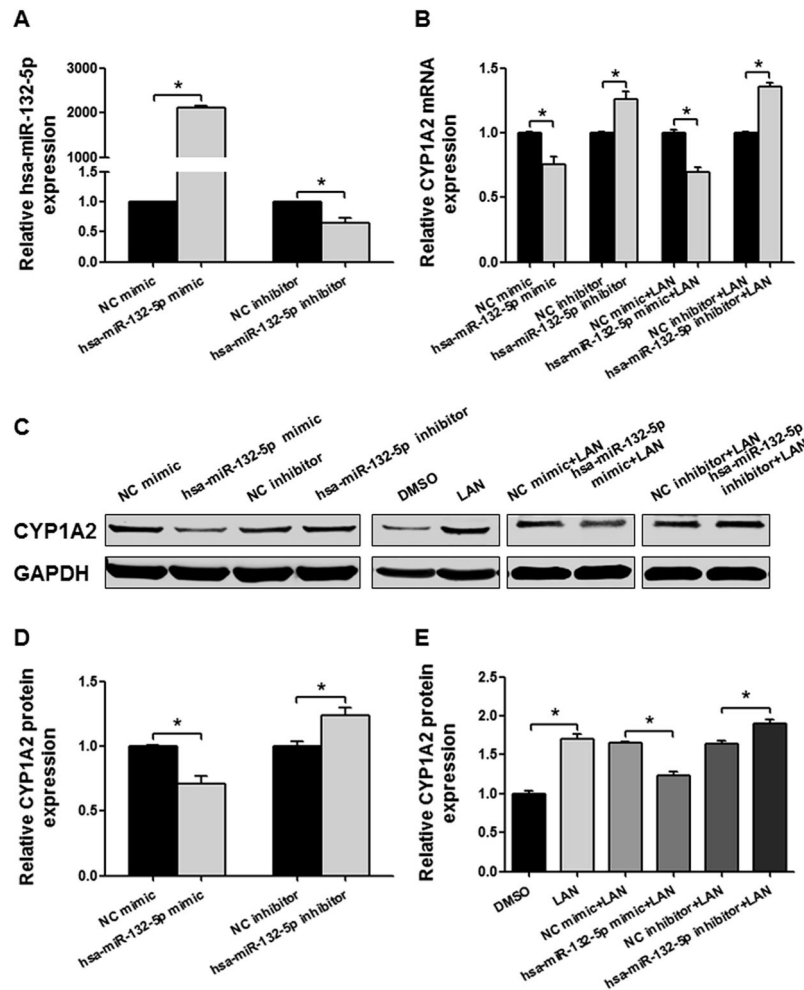 A
Relative hsa-miR-132-5p
expression
3000
2000
1000
1.5
1.0
0.5
0.0
*
*
NC mimic
hsa-miR-132-5p mimic
NC inhibitor
hsa-miR-132-5p inhibitor
B
Relative CYP1A2 mRNA
expression
1.5
1.0
0.5
0.0
*
*
*
*
NC mimic
hsa-miR-132-5p mimic
NC inhibitor
hsa-miR-132-5p inhibitor
NC mimic+LAN
hsa-miR-132-5p mimic+LAN
NC inhibitor+LAN
hsa-miR-132-5p inhibitor+LAN
C
NC mimic
hsa-miR-132-5p mimic
NC inhibitor
hsa-miR-132-5p inhibitor
DMSO
LAN
NC mimic+LAN
hsa-miR-132-5p
mimic+LAN
NC inhibitor+LAN
hsa-miR-132-5p
inhibitor+LAN
CYP1A2
GAPDH
D
Relative CYP1A2 protein
expression
1.5
1.0
0.5
0.0
*
*
NC mimic
hsa-miR-132-5p mimic
NC inhibitor
hsa-miR-132-5p inhibitor
E
Relative CYP1A2 protein
expression
2.5
2.0
1.5
1.0
0.5
0.0
*
*
*
DMSO
LAN
NC mimic+LAN
hsa-miR-132-5p mimic+LAN
NC inhibitor+LAN
hsa-miR-132-5p inhibitor+LAN